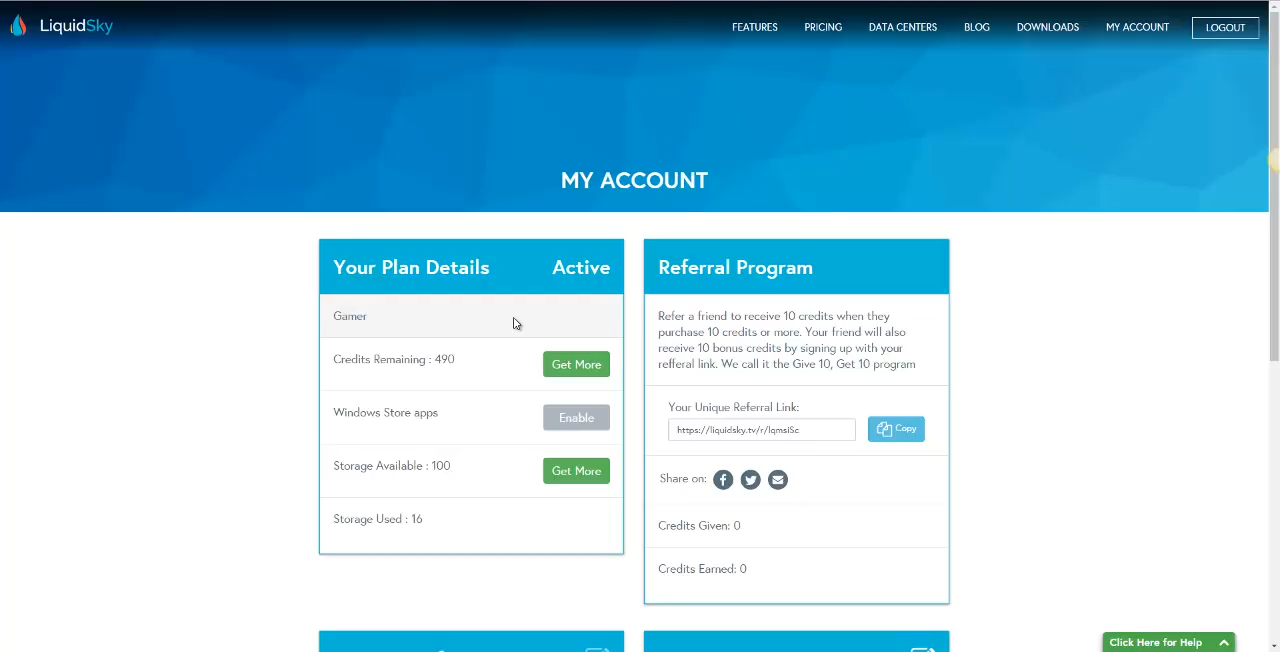 LiquidSky
FEATURES PRICING DATA CENTERS BLOG DOWNLOADS MY ACCOUNT LOGOUT
MY ACCOUNT
Your Plan Details Active
Gamer
Credits Remaining : 490 Get More
Windows Store apps Enable
Storage Available : 100 Get More
Storage Used : 16
Referral Program
Refer a friend to receive 10 credits when they
purchase 10 credits or more. Your friend will also
receive 10 bonus credits by signing up with your
refferal link. We call it the Give 10, Get 10 program
Your Unique Referral Link:
https://liquidsky.tv/r/lqmsiSc Copy
Share on:
Credits Given: 0
Credits Earned: 0
Click Here for Help